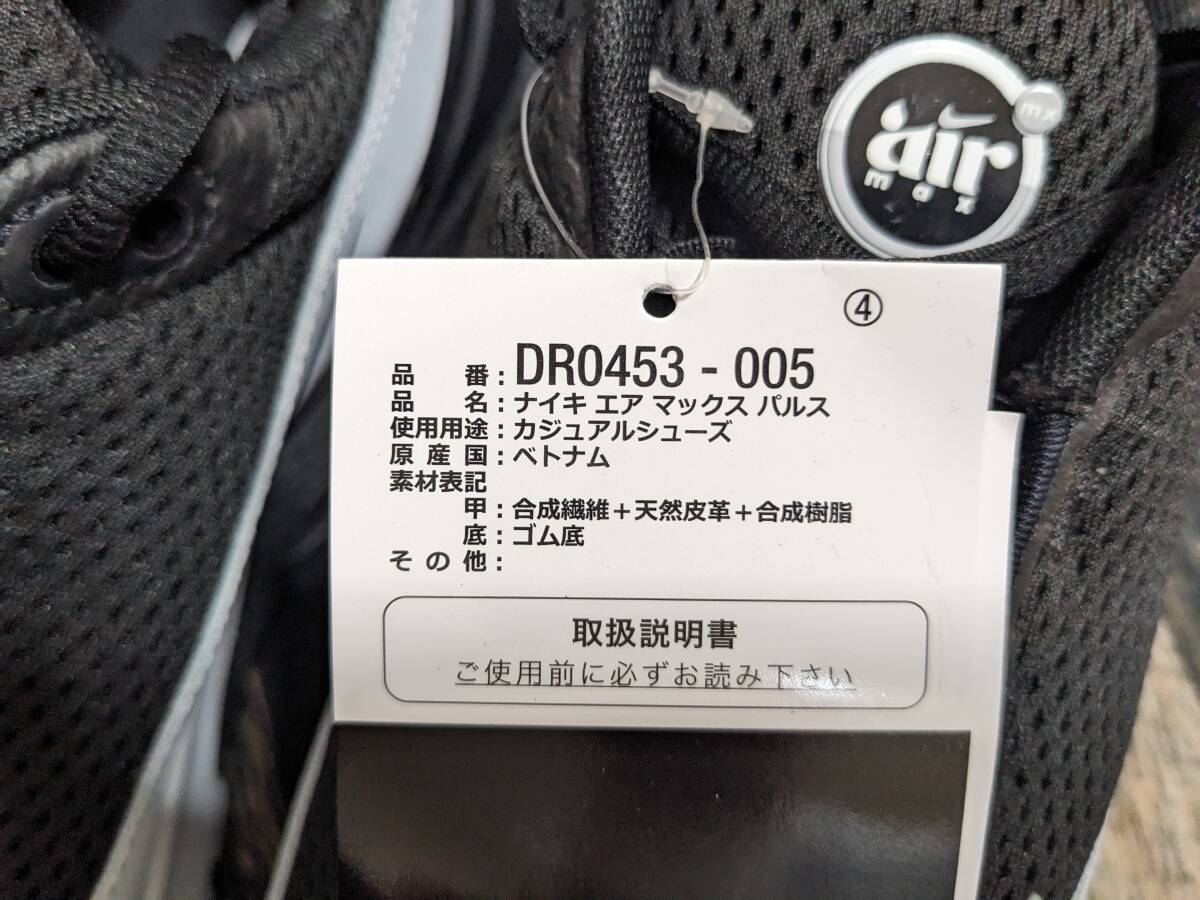 air
mx
max
④
品番:DR0453-005
品名:ナイキ エア マックス パルス
使用用途:カジュアルシューズ
原産国:ベトナム
素材表記
甲:合成繊維+天然皮革+合成樹脂
底:ゴム底
その他:
取扱説明書
ご使用前に必ずお読み下さい